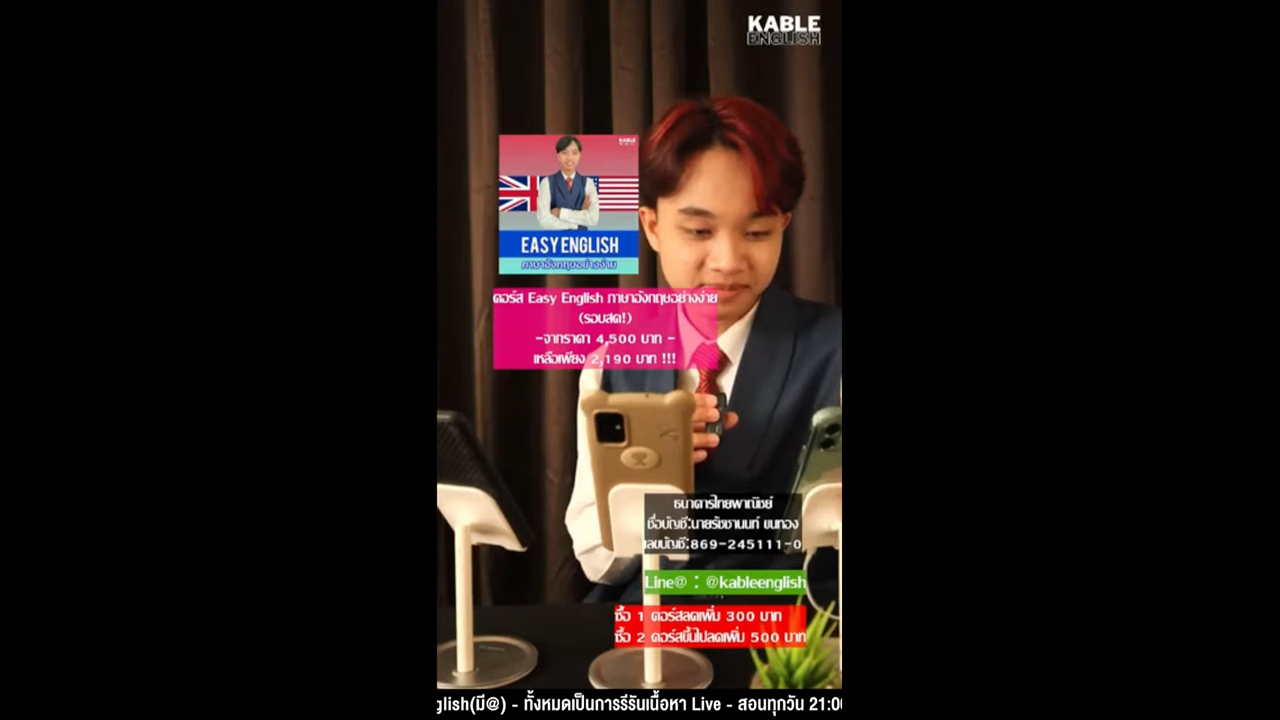 KABLE
ENGLISH
KABLE
EASY ENGLISH
ภาษาอังกฤษอย่างง่าย
คอร์ส Easy English ภาษาอังกฤษอย่างง่าย
(รอบสด!)
-จากราคา 4,500 บาท -
เหลือเพียง 2,190 บาท !!!
ธนาคารไทยพาณิชย์
ชื่อบัญชี:นายรัชชานนท์ ขนทอง
เลขบัญชี:869-245111-0
Line@ : @kableenglish
ซื้อ 1 คอร์สลดเพิ่ม 300 บาท
ซื้อ 2 คอร์สขึ้นไปลดเพิ่ม 500 บาท
glish(มี@) - ทั้งหมดเป็นการรีรันเนื้อหา Live - สอนทุกวัน 21:00